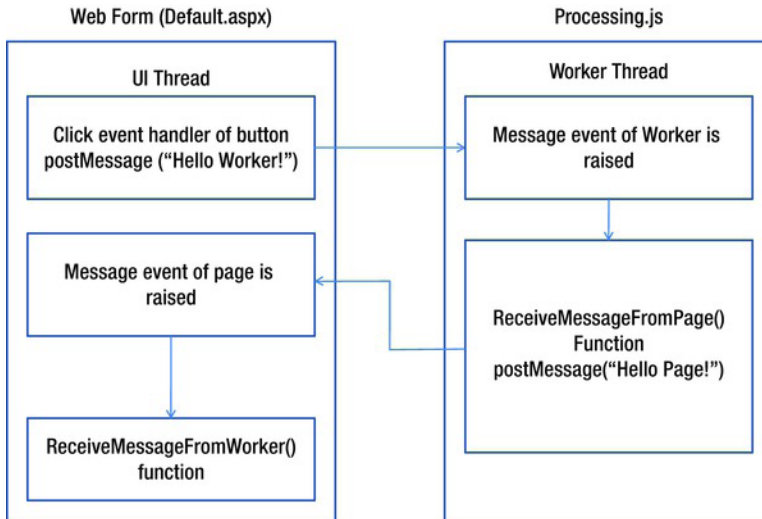 Web Form (Default.aspx)
UI Thread
Click event handler of button
postMessage (“Hello Worker!”)
Message event of page is
raised
ReceiveMessageFromWorker()
function
Processing.js
Worker Thread
Message event of Worker is
raised
ReceiveMessageFromPage()
Function
postMessage(“Hello Page!”)